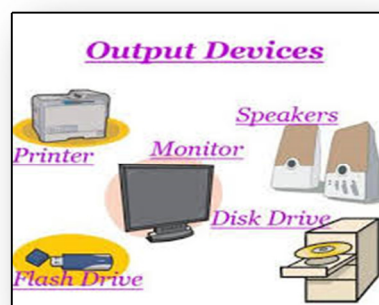 Output Devices
Speakers
Printer
Monitor
Disk Drive
Flash Drive